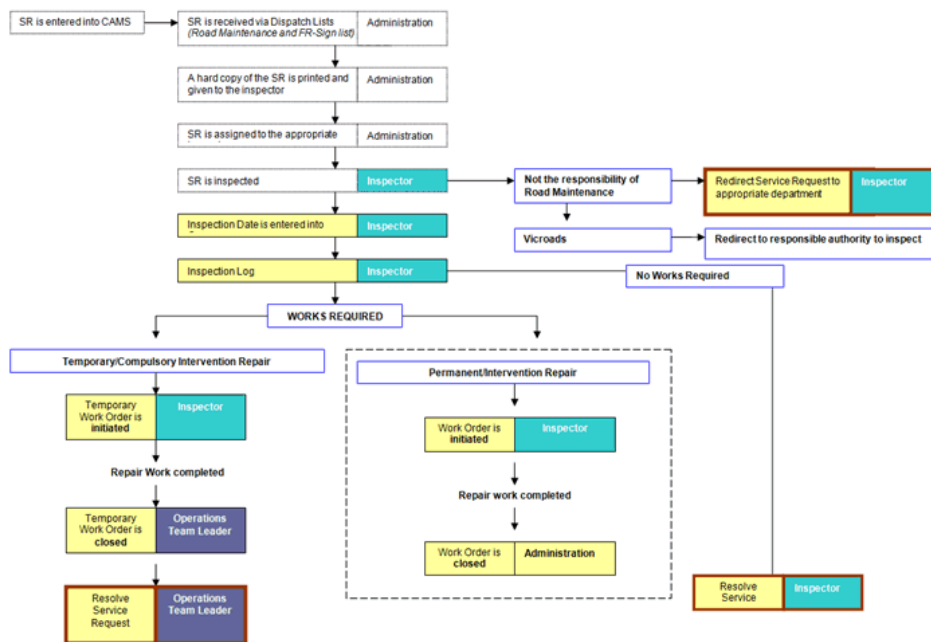 SR is entered into CAMS
SR is received via Dispatch Lists
(Road Maintenance and FR-Sign list)
Administration
A hard copy of the SR is printed and
given to the inspector
Administration
SR is assigned to the appropriate
Administration
SR is inspected
Inspector
Not the responsibility of
Road Maintenance
Redirect Service Request to
appropriate department
Inspector
Inspection Date is entered into
Inspector
Vicroads
Redirect to responsible authority to inspect
Inspection Log
Inspector
No Works Required
WORKS REQUIRED
Temporary/Compulsory Intervention Repair
Permanent/Intervention Repair
Temporary
Work Order is
initiated
Inspector
Work Order is
initiated
Inspector
Repair Work completed
Repair work completed
Temporary
Work Order is
closed
Operations
Team Leader
Work Order is
closed
Administration
Resolve
Service
Request
Operations
Team Leader
Resolve
Service
Inspector